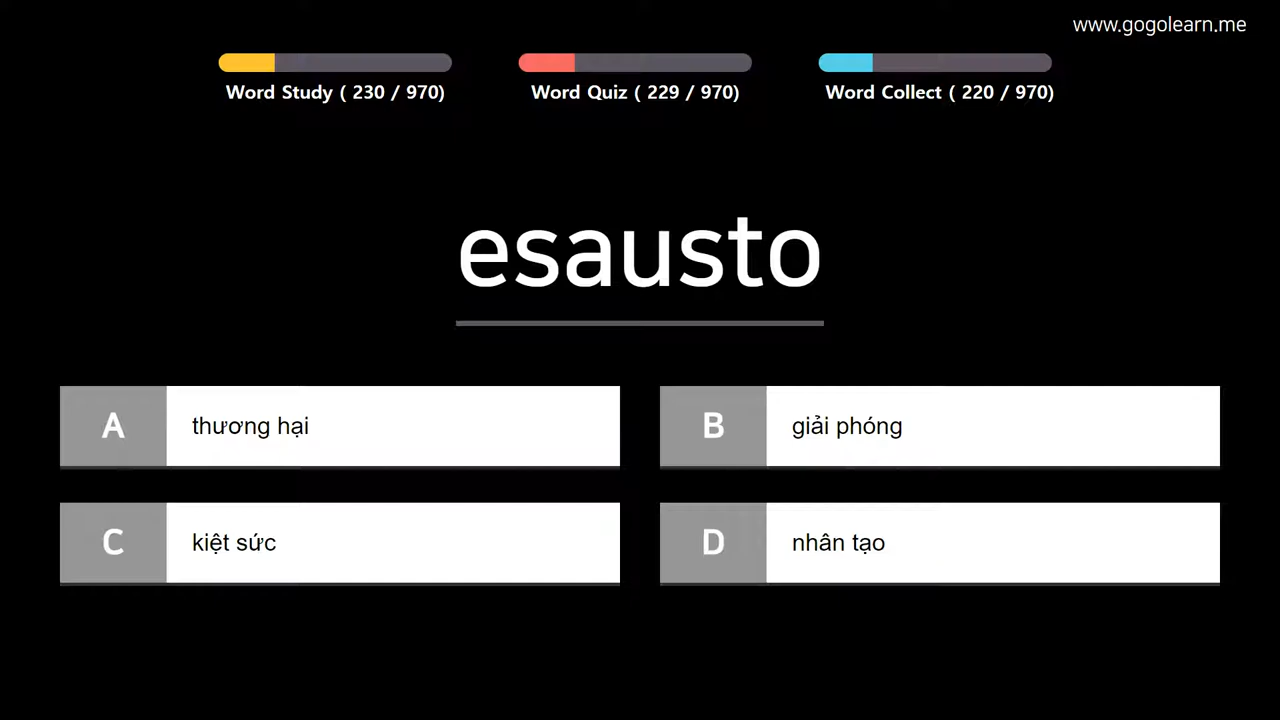 www.gogolearn.me
Word Study ( 230 / 970)
Word Quiz ( 229 / 970)
Word Collect ( 220 / 970)
esausto
A thương hại
B giải phóng
C kiệt sức
D nhân tạo